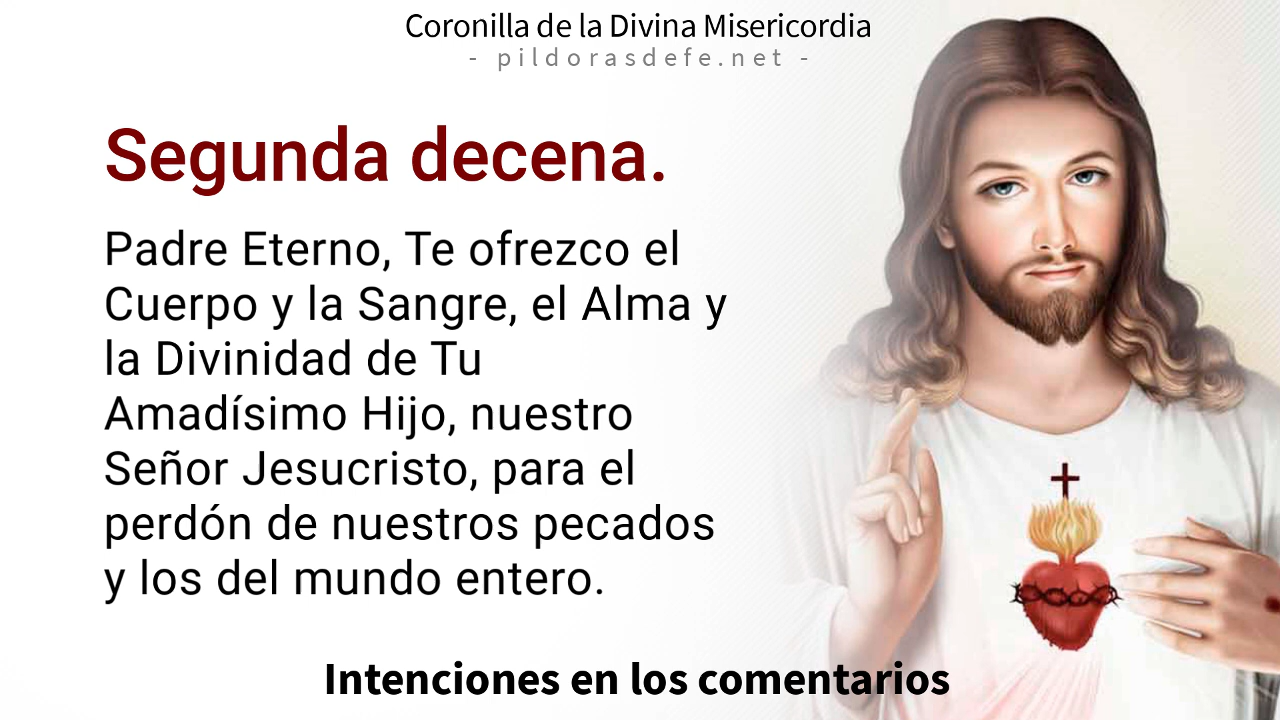 Coronilla de la Divina Misericordia
- pildorasdefe.net -
Segunda decena.
Padre Eterno, Te ofrezco el
Cuerpo y la Sangre, el Alma y
la Divinidad de Tu
Amadísimo Hijo, nuestro
Señor Jesucristo, para el
perdón de nuestros pecados
y los del mundo entero.
Intenciones en los comentarios